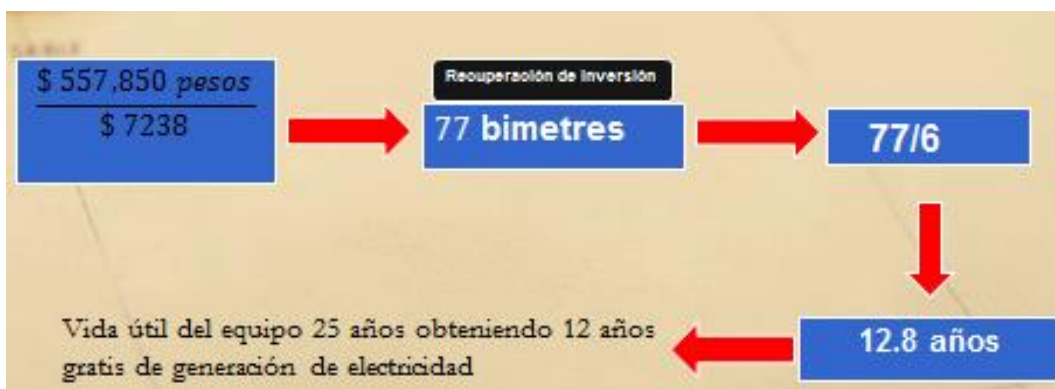 $ 557,850 pesos
$ 7238
Recuperación de Inversión
77 bimetres
77/6
12.8 años
Vida útil del equipo 25 años obteniendo 12 años
gratis de generación de electricidad